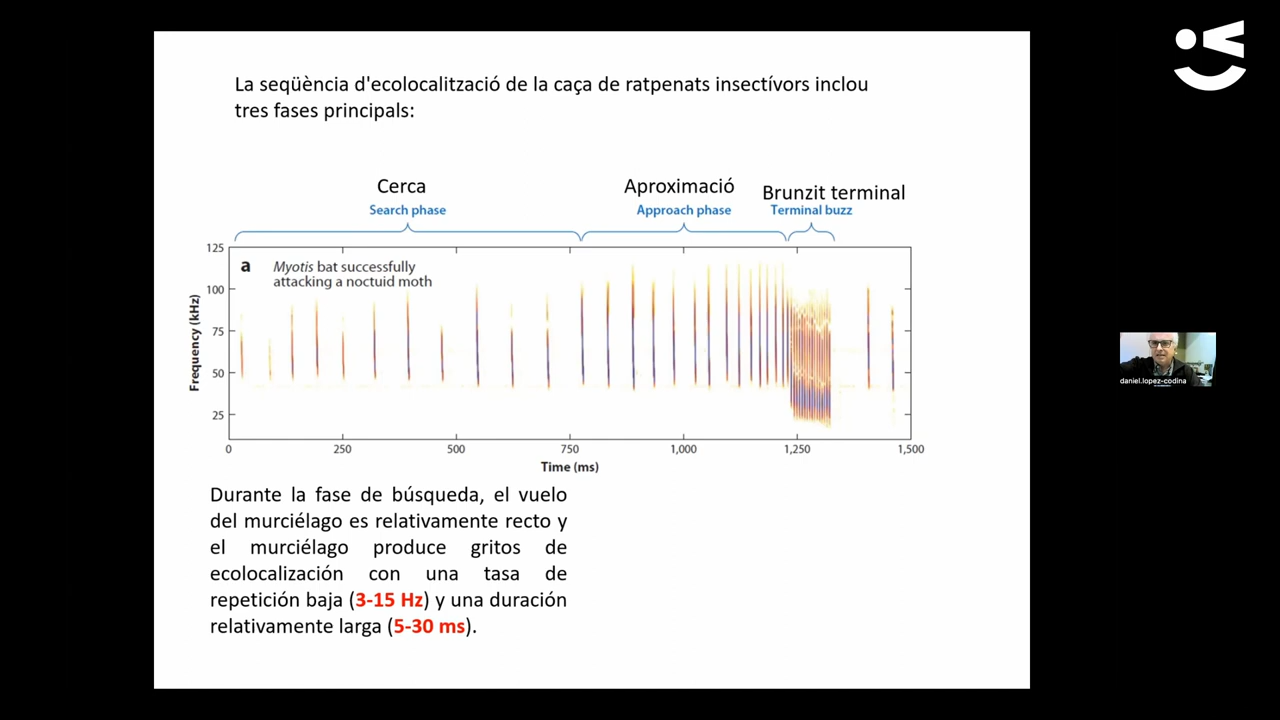 La seqüència d'ecolocalització de la caça de ratpenats insectívors inclou
tres fases principals:
Cerca
Aproximació
Brunzit terminal
Search phase
Approach phase
Terminal buzz
a
Myotis bat successfully
attacking a noctuid moth
Frequency (kHz)
125
100
75
50
25
0
250
500
750
1,000
1,250
1,500
Time (ms)
Durante la fase de búsqueda, el vuelo
del murciélago es relativamente recto y
el murciélago produce gritos de
ecolocalización con una tasa de
repetición baja (3-15 Hz) y una duración
relativamente larga (5-30 ms).
daniel.lopez-codina